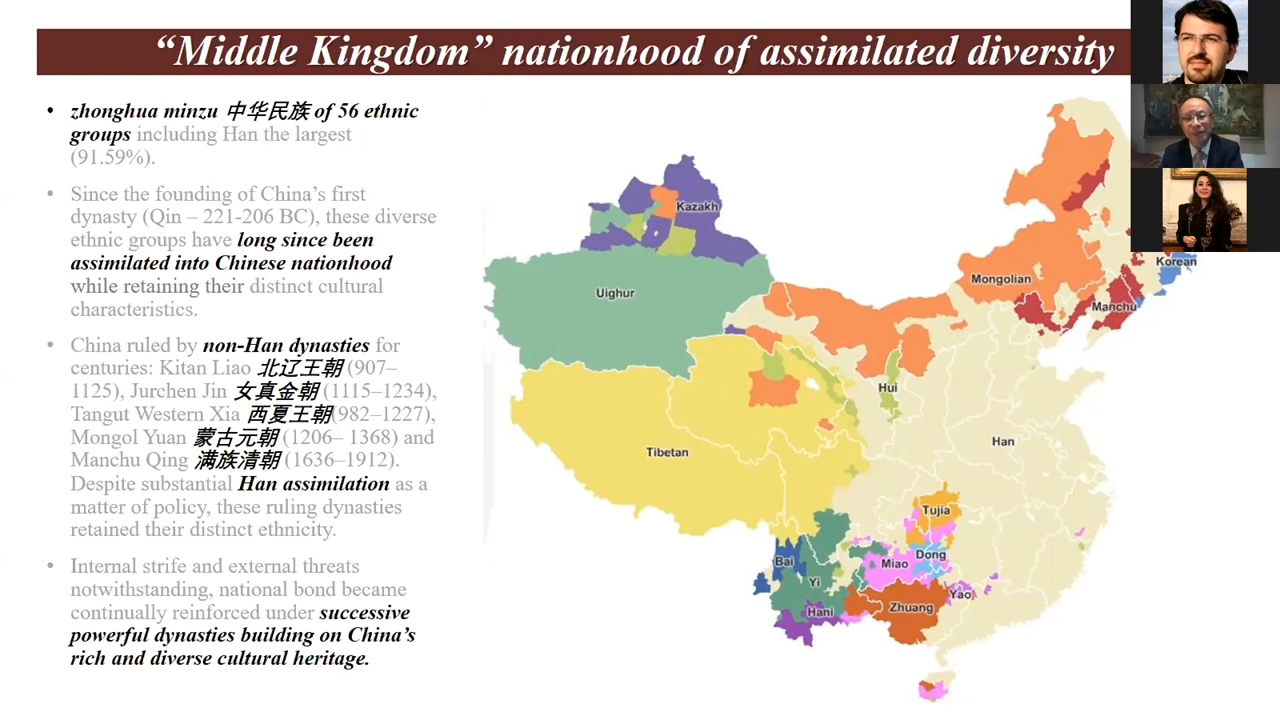 “Middle Kingdom” nationhood of assimilated diversity
• zhonghua minzu 中华民族 of 56 ethnic
groups including Han the largest
(91.59%).
• Since the founding of China’s first
dynasty (Qin – 221-206 BC), these diverse
ethnic groups have long since been
assimilated into Chinese nationhood
while retaining their distinct cultural
characteristics.
• China ruled by non-Han dynasties for
centuries: Kitan Liao 北辽王朝 (907–
1125), Jurchen Jin 女真金朝 (1115–1234),
Tangut Western Xia 西夏王朝(982–1227),
Mongol Yuan 蒙古元朝 (1206– 1368) and
Manchu Qing 满族清朝 (1636–1912).
Despite substantial Han assimilation as a
matter of policy, these ruling dynasties
retained their distinct ethnicity.
• Internal strife and external threats
notwithstanding, national bond became
continually reinforced under successive
powerful dynasties building on China’s
rich and diverse cultural heritage.
Kazakh
Korean
Mongolian
Uighur
Manchu
Hui
Han
Tibetan
Tujia
Dong
Bai
Miao
Yi
Yao
Hani
Zhuang